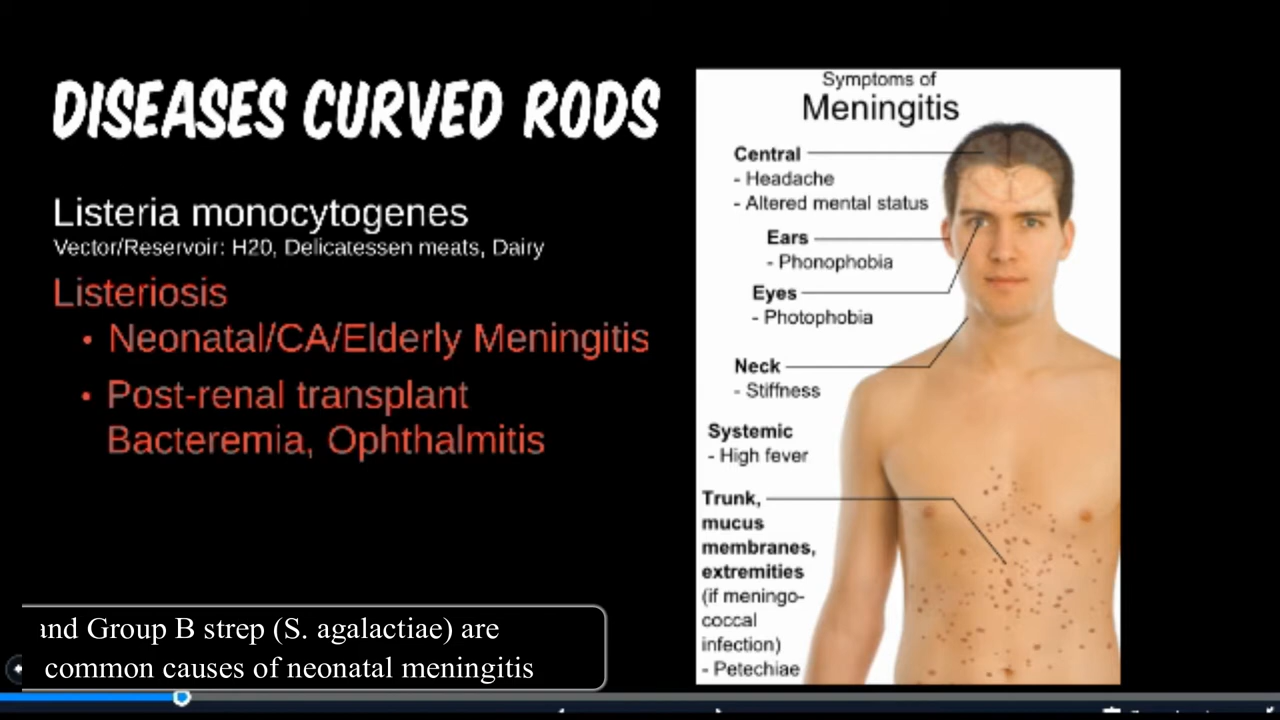 DISEASES CURVED RODS
Listeria monocytogenes
Vector/Reservoir: H20, Delicatessen meats, Dairy
Listeriosis
• Neonatal/CA/Elderly Meningitis
• Post-renal transplant
Bacteremia, Ophthalmitis
and Group B strep (S. agalactiae) are
common causes of neonatal meningitis
Symptoms of
Meningitis
Central
- Headache
- Altered mental status
Ears
- Phonophobia
Eyes
- Photophobia
Neck
- Stiffness
Systemic
- High fever
Trunk,
mucus
membranes,
extremities
(if meningo-
coccal
infection)
- Petechiae